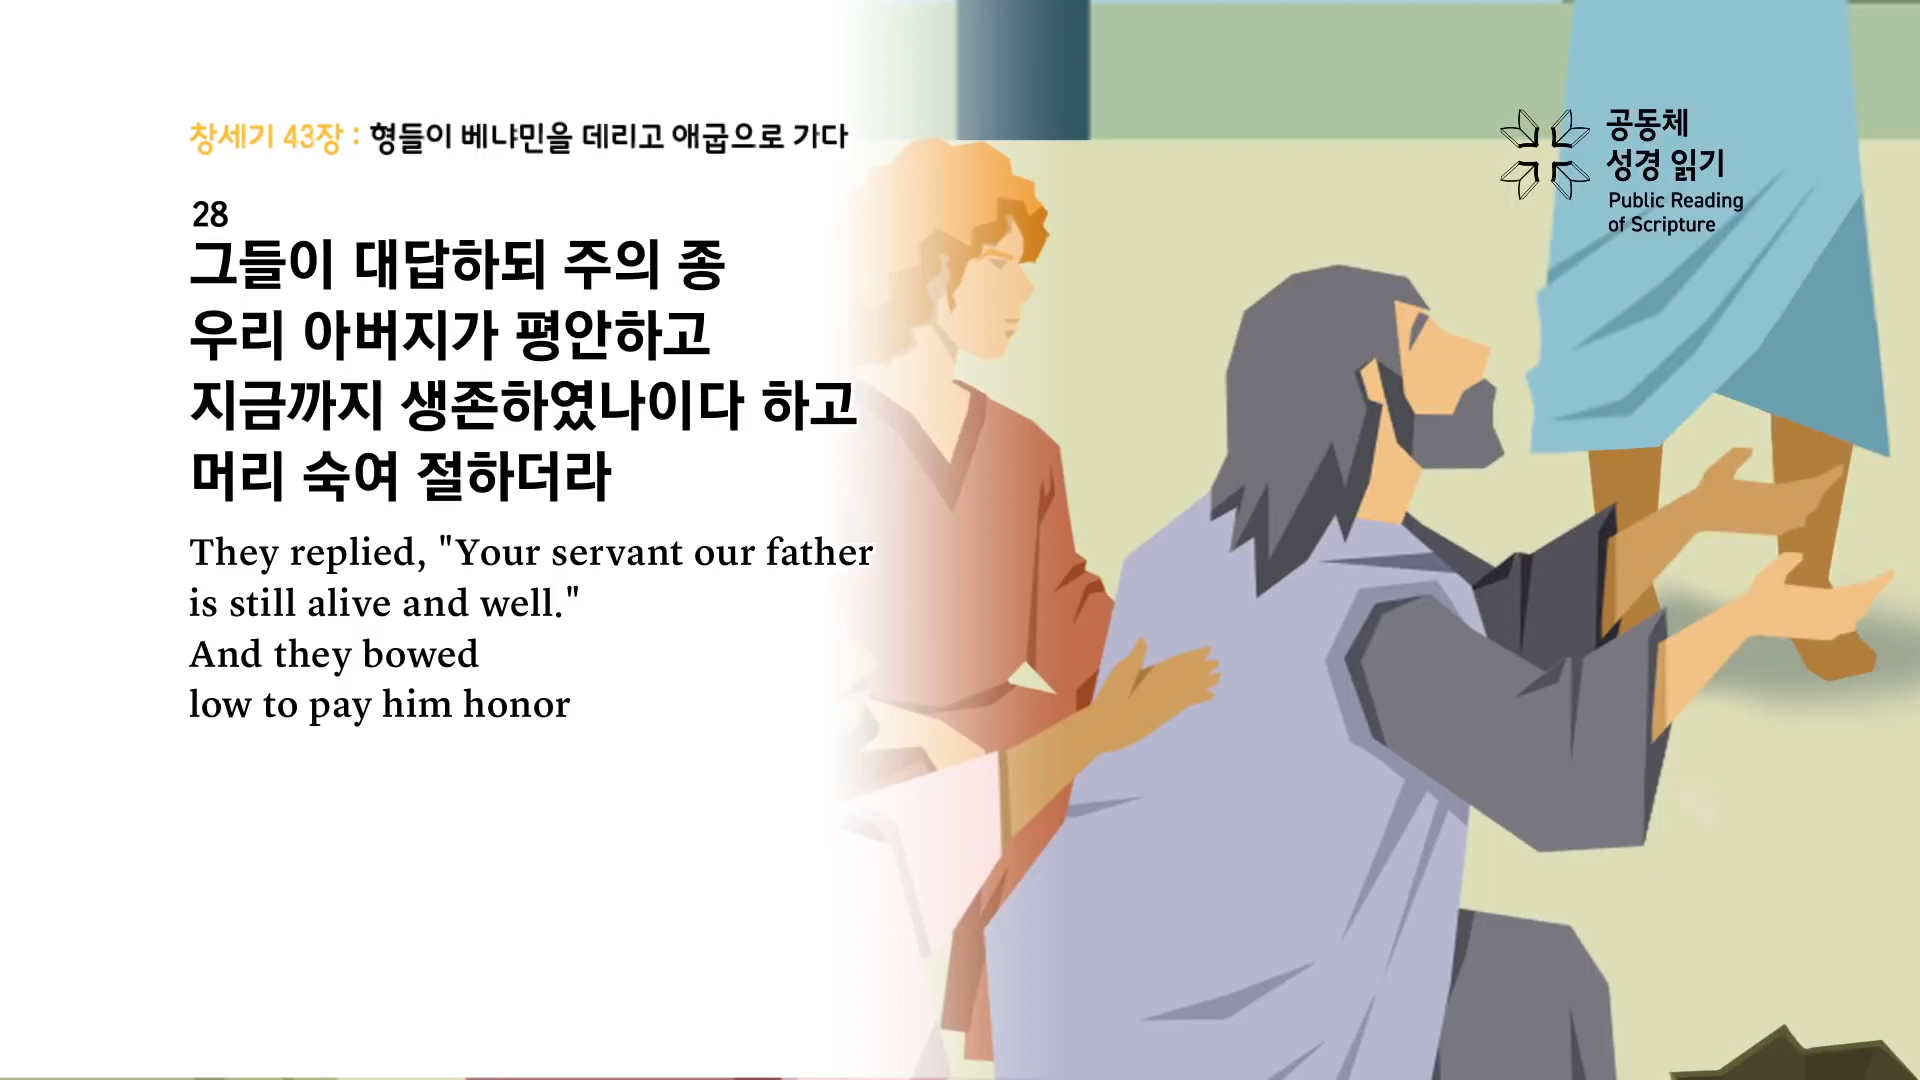 창세기 43장 : 형들이 베냐민을 데리고 애굽으로 가다
28
그들이 대답하되 주의 종
우리 아버지가 평안하고
지금까지 생존하였나이다 하고
머리 숙여 절하더라
They replied, "Your servant our father
is still alive and well."
And they bowed
low to pay him honor
공동체
성경 읽기
Public Reading
of Scripture